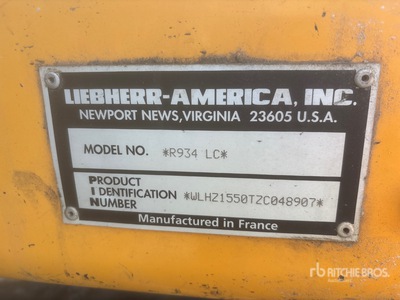 LIEBHERR-AMERICA, INC.
NEWPORT NEWS, VIRGINIA 23605 U.S.A.
MODEL NO. *R934 LC*
PRODUCT
IDENTIFICATION *WLHZ1550TZC048907*
NUMBER
Manufactured in France
rb RITCHIE BROS.